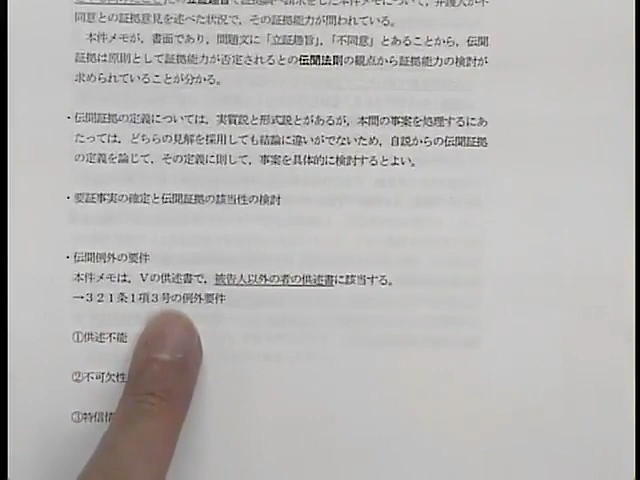 同意との証拠意見を述べた状況で、その証拠能力が問われている。
本件メモが、書面であり、問題文に「立証趣旨」、「不同意」とあることから、伝聞
証拠は原則として証拠能力が否定されるとの伝聞法則の観点から証拠能力の検討が
求められていることが分かる。
・伝聞証拠の定義については、実質説と形式説とがあるが、本問の事案を処理するにあ
たっては、どちらの見解を採用しても結論に違いがでないため、自説からの伝聞証拠
の定義を論じて、その定義に則して、事案を具体的に検討するとよい。
・要証事実の確定と伝聞証拠の該当性の検討
・伝聞例外の要件
本件メモは、Vの供述書で、被告人以外の者の供述書に該当する。
→321条1項3号の例外要件
①供述不能
②不可欠性
③特信情